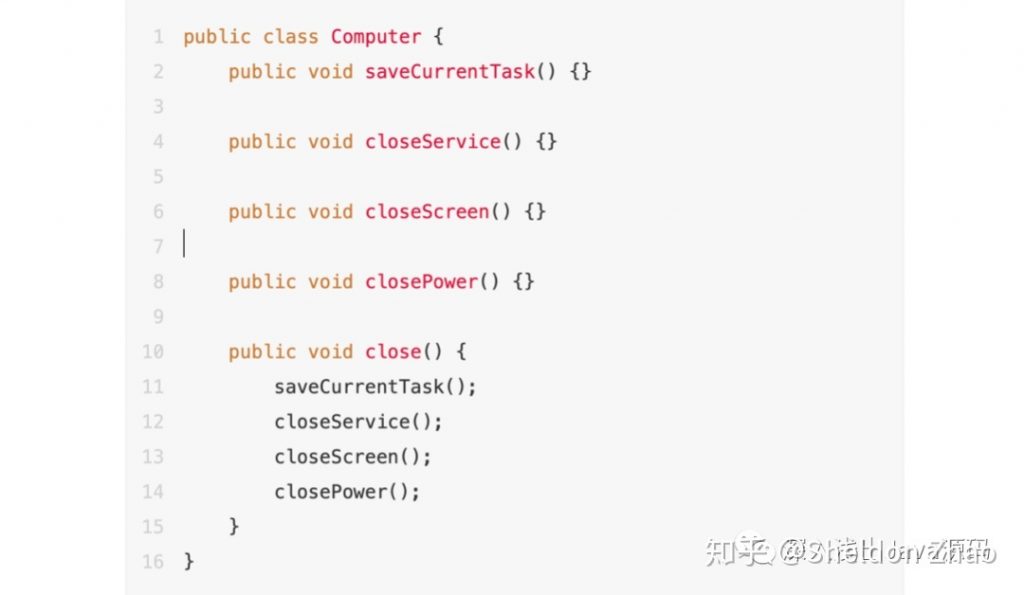 1 public class Computer {
2 public void saveCurrentTask() {}
3
4 public void closeService() {}
5
6 public void closeScreen() {}
7
8 public void closePower() {}
9
10 public void close() {
11 saveCurrentTask();
12 closeService();
13 closeScreen();
14 closePower();
15 }
16 }
知乎 @Sheldon Zhao